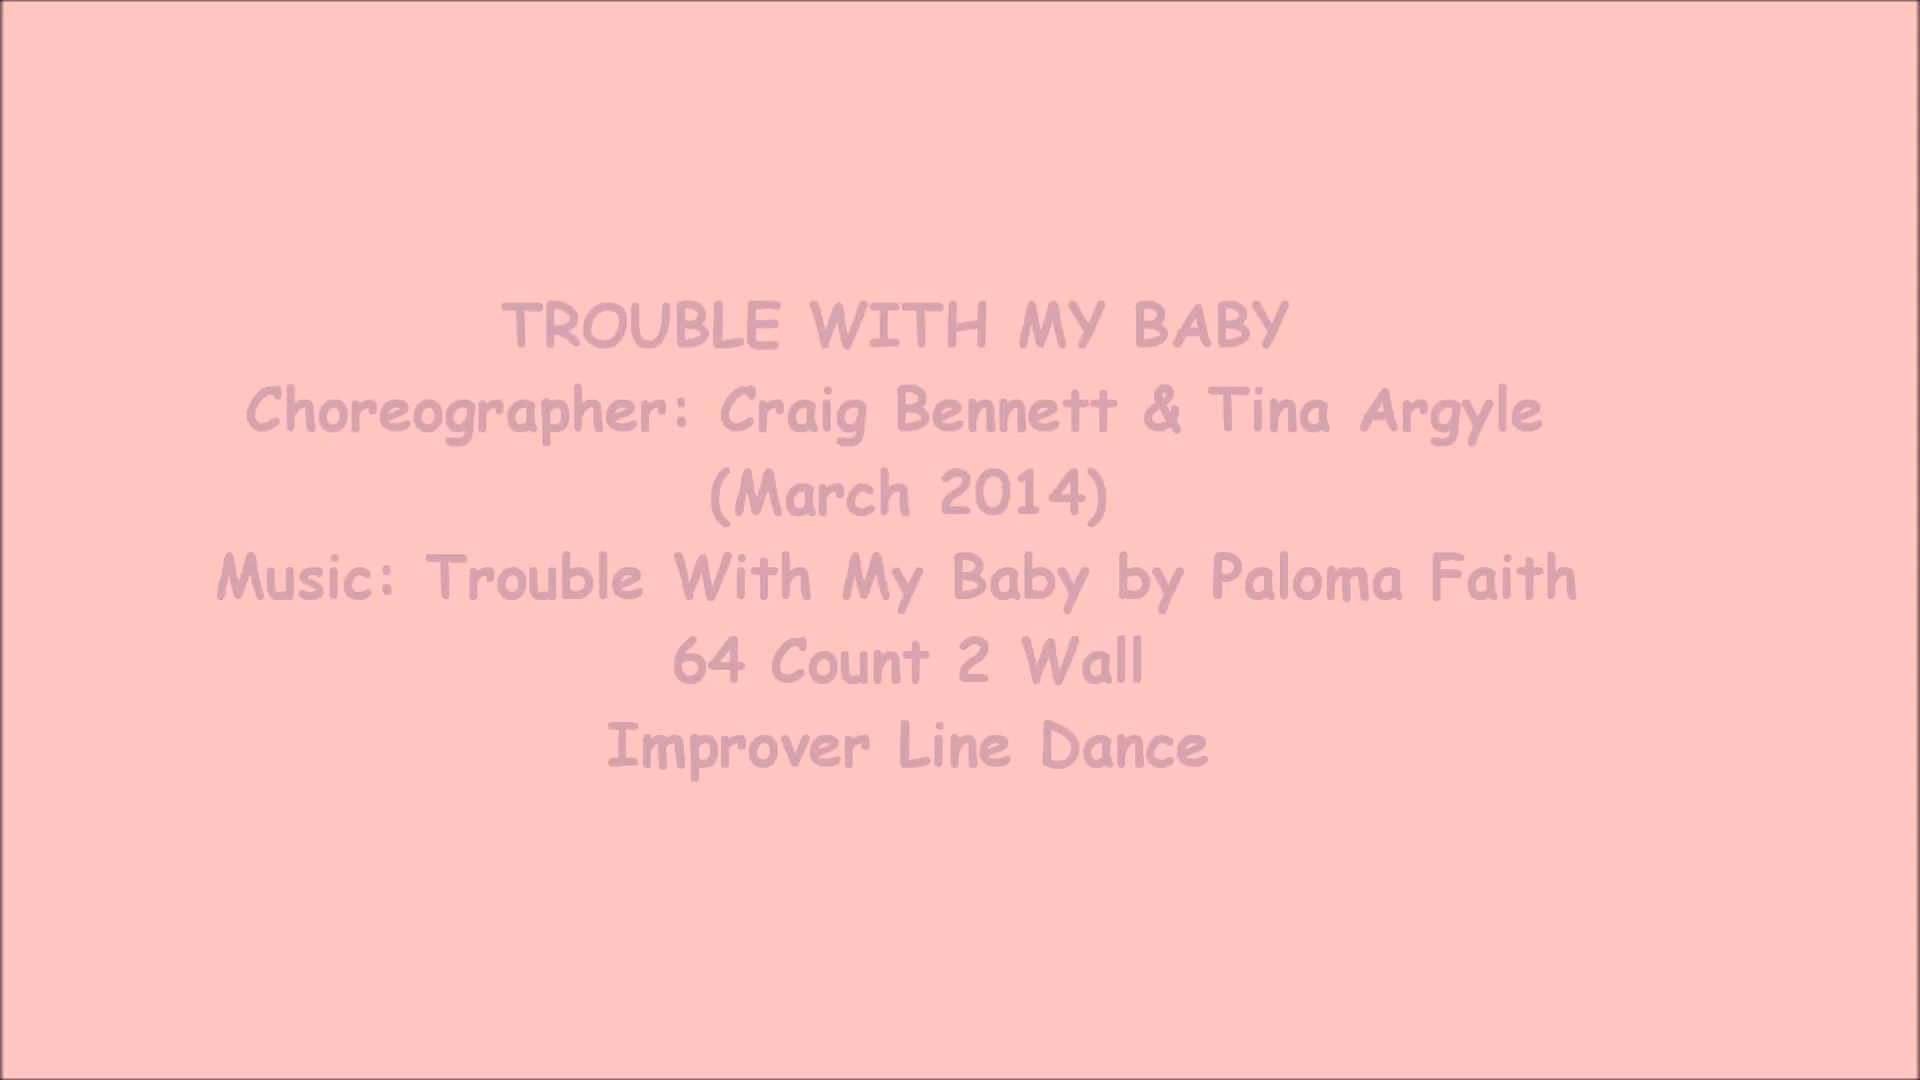 TROUBLE WITH MY BABY
Choreographer: Craig Bennett & Tina Argyle
(March 2014)
Music: Trouble With My Baby by Paloma Faith
64 Count 2 Wall
Improver Line Dance